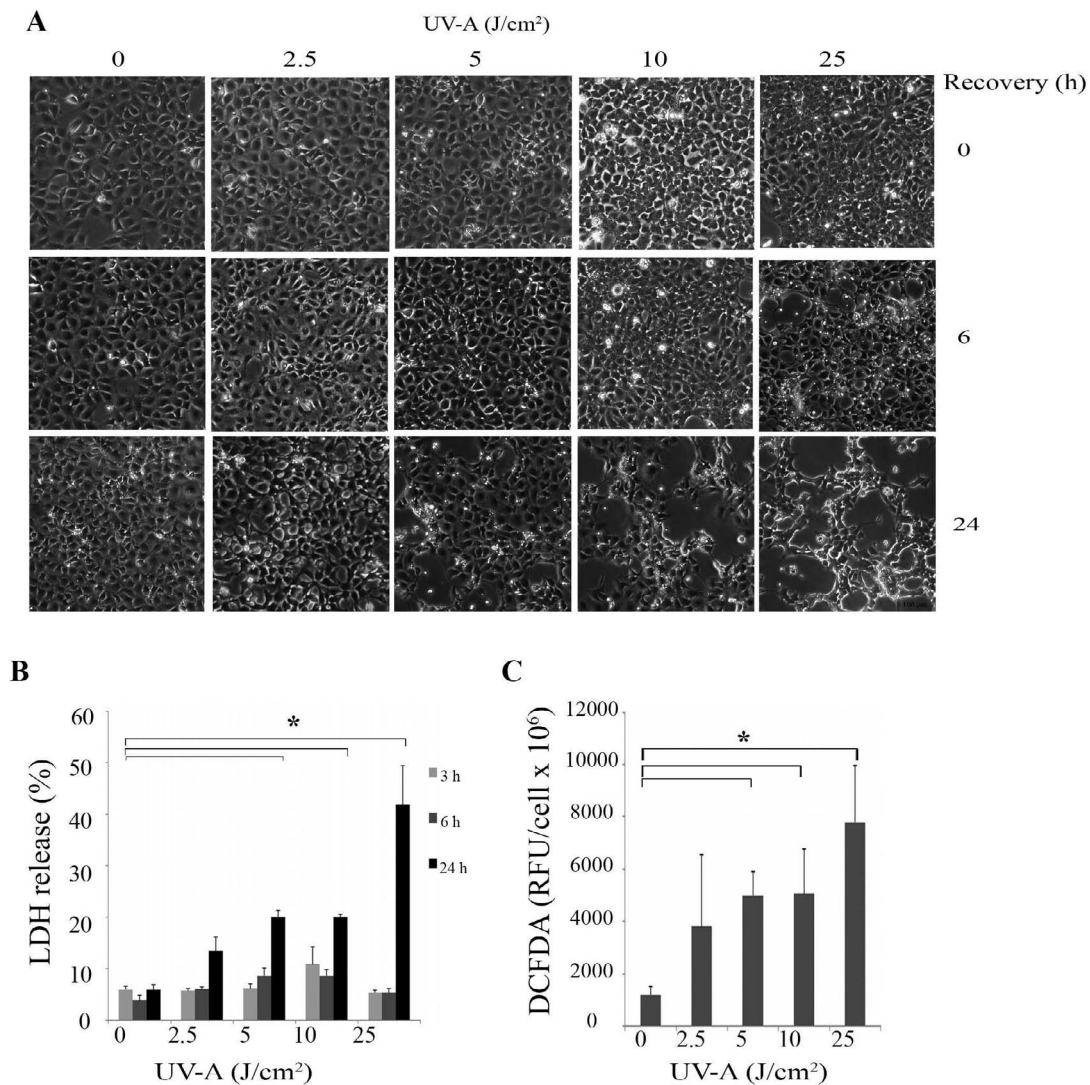 A
UV-A (J/cm²)
0 2.5 5 10 25
Recovery (h)
0
6
24
B
LDH release (%)
60
50
40
30
20
10
0
*
3 h
6 h
24 h
0 2.5 5 10 25
UV-A (J/cm²)
C
DCFDA (RFU/cell x 10⁶)
12000
10000
8000
6000
4000
2000
0
*
0 2.5 5 10 25
UV-A (J/cm²)